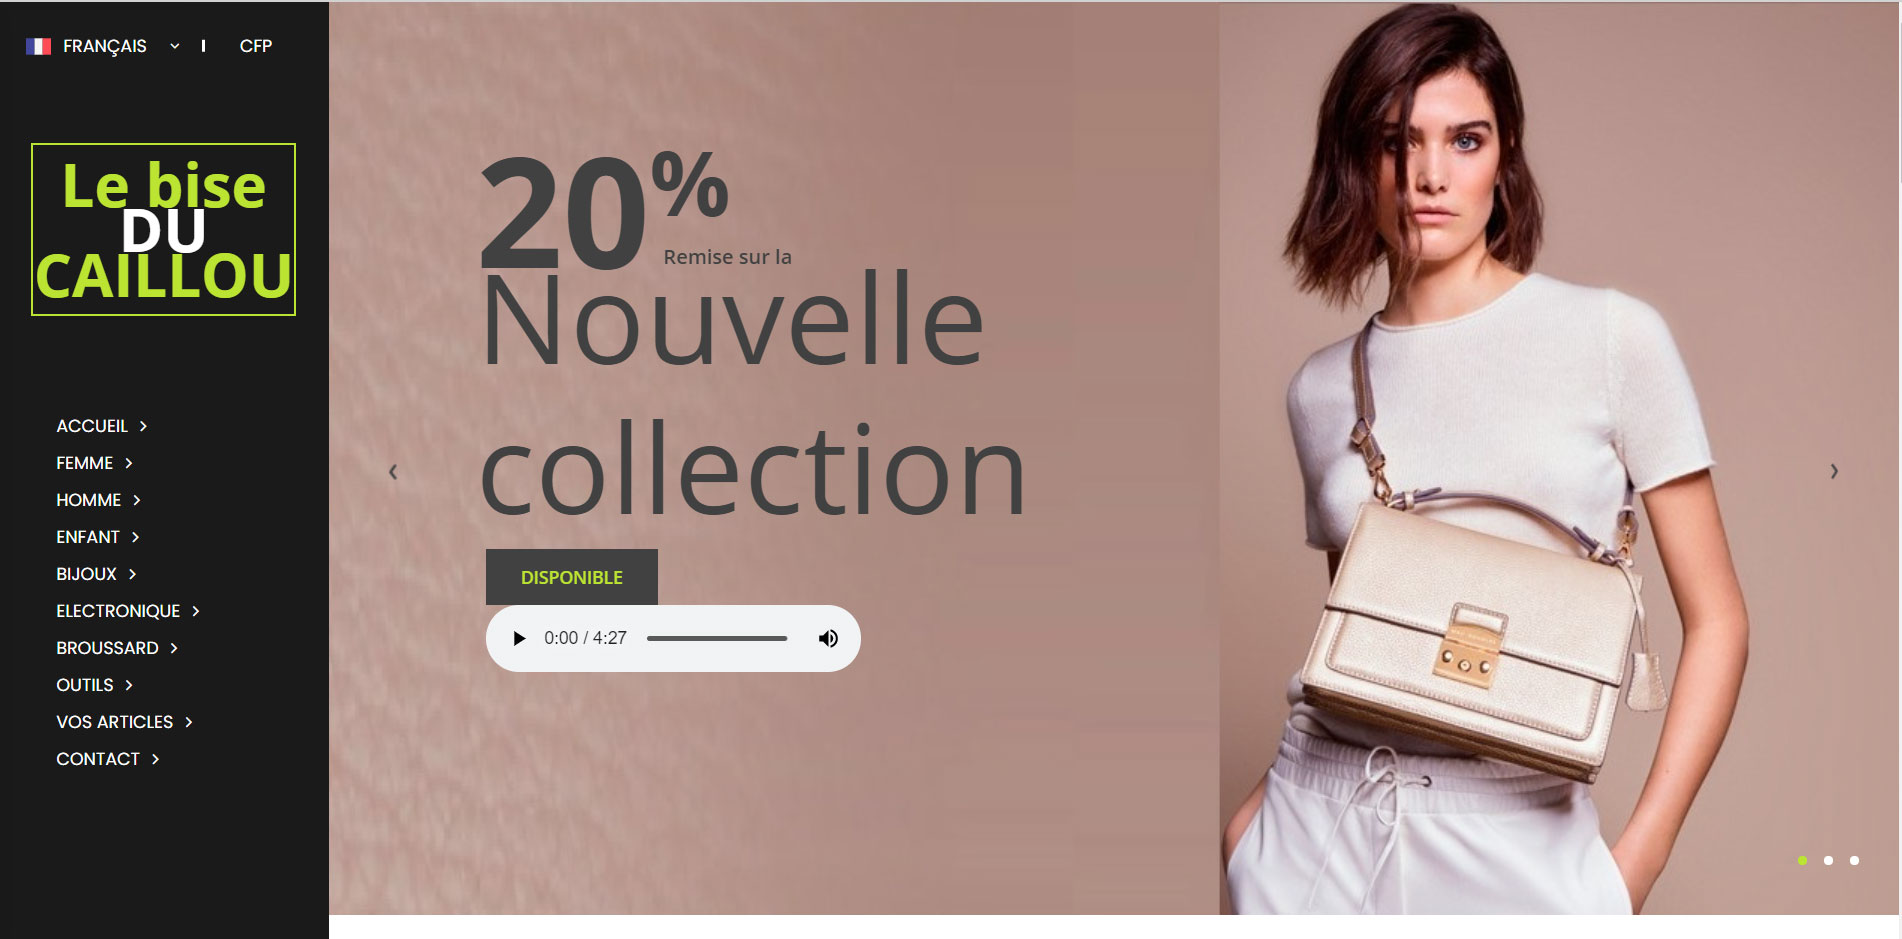 FRANÇAIS CFP
Le bise
DU
CAILLOU
ACCUEIL
FEMME
HOMME
ENFANT
BIJOUX
ELECTRONIQUE
BROUSSARD
OUTILS
VOS ARTICLES
CONTACT
20%
Remise sur la
Nouvelle
collection
DISPONIBLE
0:00 / 4:27